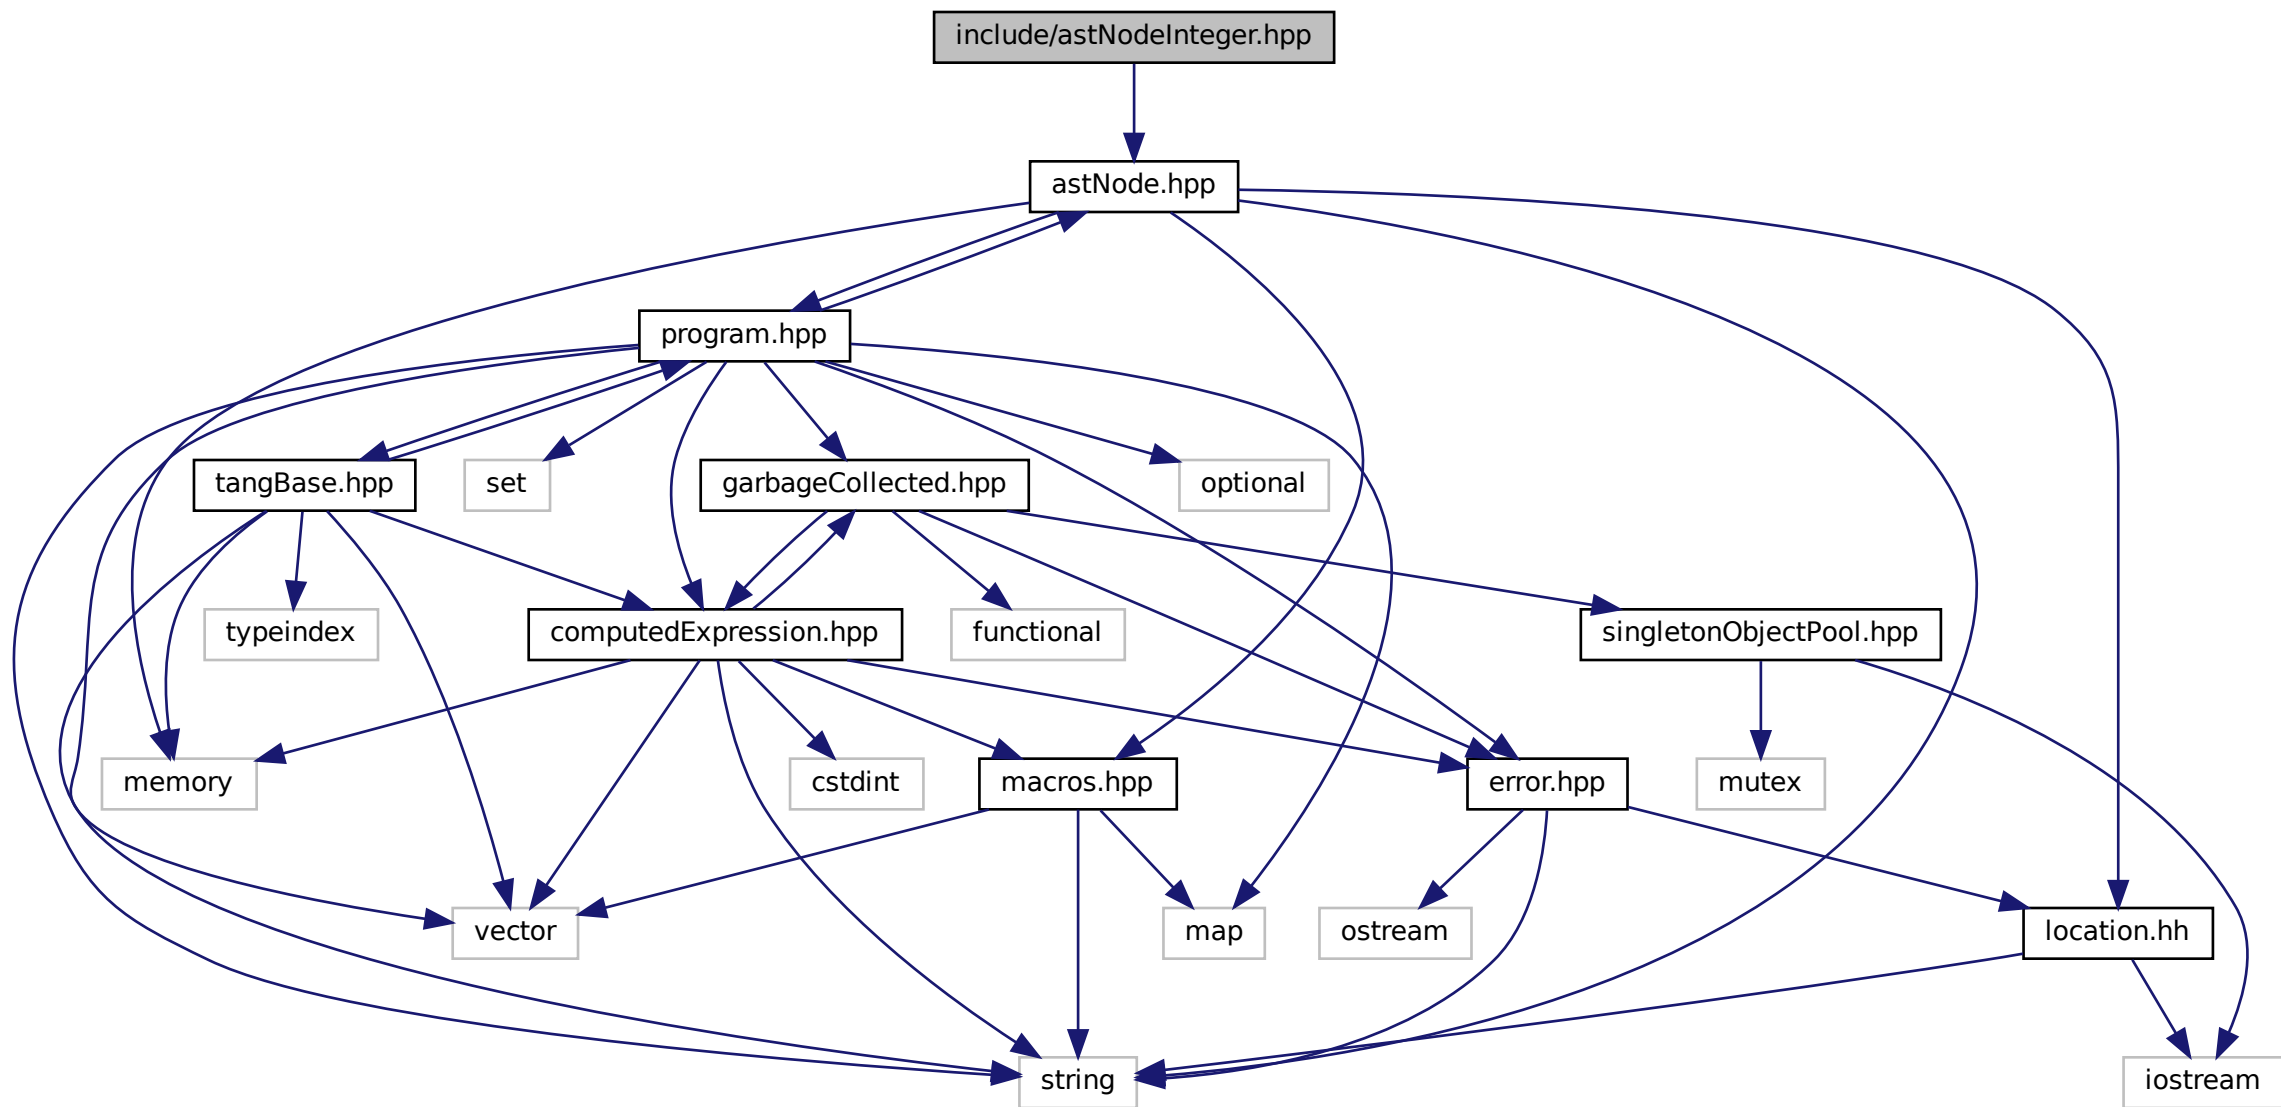 include/astNodeInteger.hpp
astNode.hpp
program.hpp
tangBase.hpp
set
garbageCollected.hpp
optional
typeindex
computedExpression.hpp
functional
singletonObjectPool.hpp
memory
cstdint
macros.hpp
error.hpp
mutex
vector
map
ostream
location.hh
string
iostream